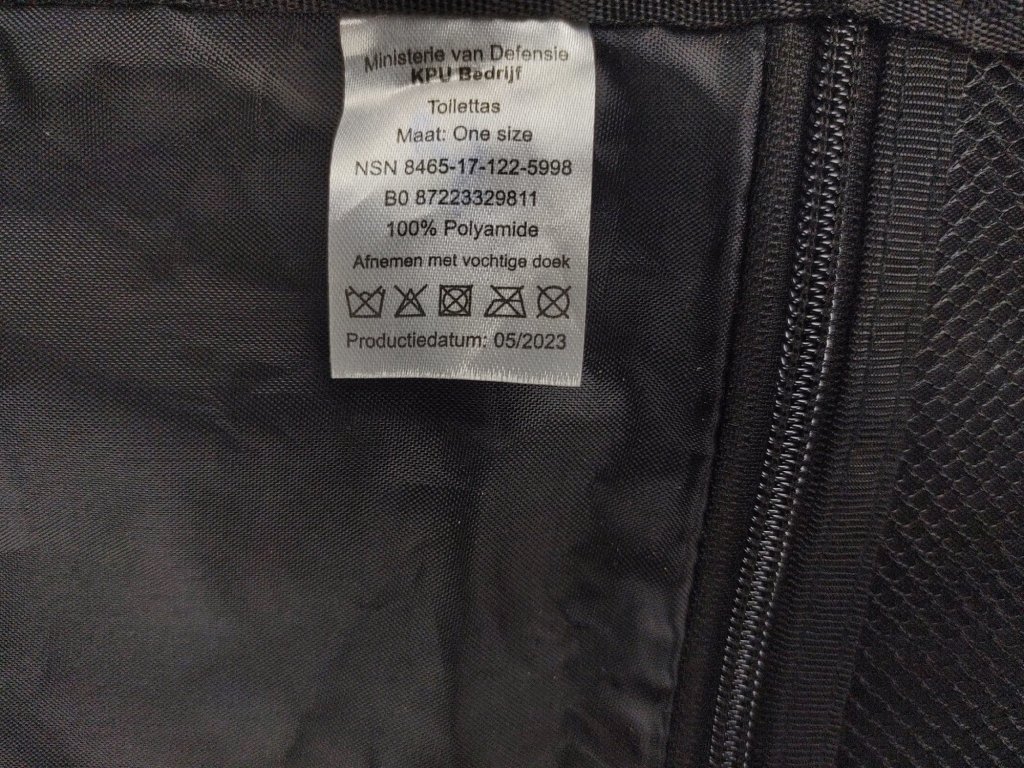 Ministerie van Defensie
KPU Bedrijf
Toilettas
Maat: One size
NSN 8465-17-122-5998
B0 87223329811
100% Polyamide
Afnemen met vochtige doek
Productiedatum: 05/2023